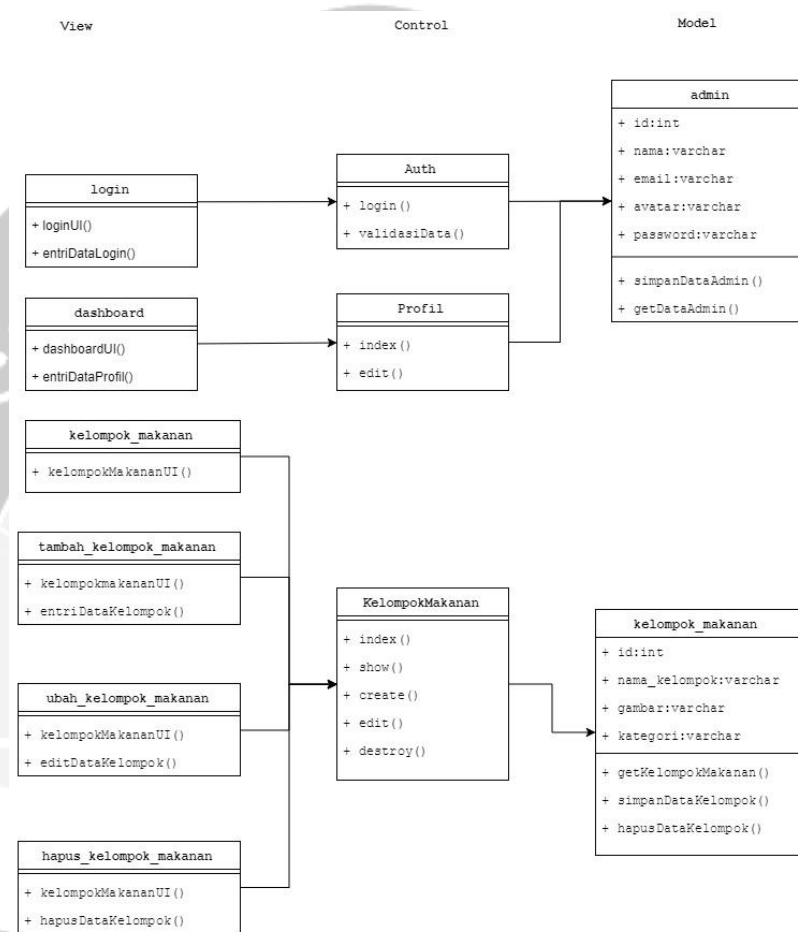 View
Control
Model
login
+ loginUI()
+ entriDataLogin()
dashboard
+ dashboardUI()
+ entriDataProfil()
kelompok_makanan
+ kelompokMakananUI()
tambah_kelompok_makanan
+ kelompokmakananUI()
+ entriDataKelompok()
ubah_kelompok_makanan
+ kelompokMakananUI()
+ editDataKelompok()
hapus_kelompok_makanan
+ kelompokMakananUI()
+ hapusDataKelompok()
Auth
+ login()
+ validasiData()
Profil
+ index()
+ edit()
KelompokMakanan
+ index()
+ show()
+ create()
+ edit()
+ destroy()
admin
+ id:int
+ nama:varchar
+ email:varchar
+ avatar:varchar
+ password:varchar
+ simpanDataAdmin()
+ getDataAdmin()
kelompok_makanan
+ id:int
+ nama_kelompok:varchar
+ gambar:varchar
+ kategori:varchar
+ getKelompokMakanan()
+ simpanDataKelompok()
+ hapusDataKelompok()